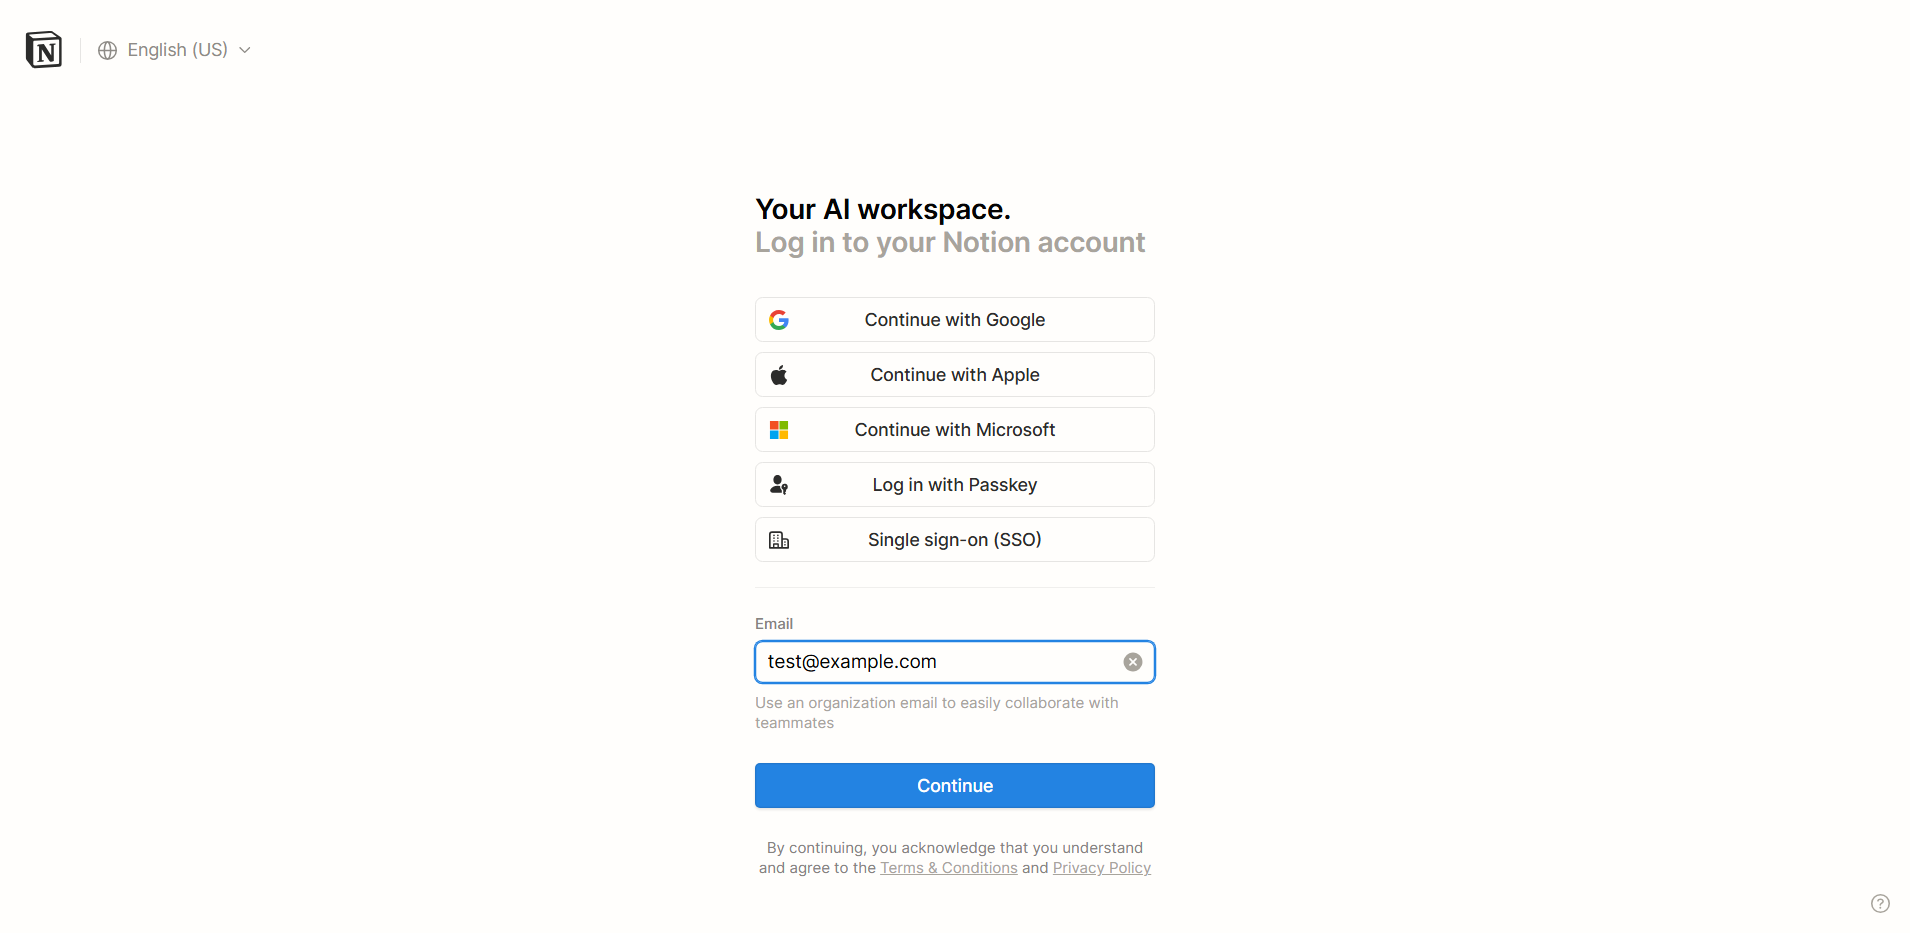 N
English (US)
Your AI workspace.
Log in to your Notion account
Continue with Google
Continue with Apple
Continue with Microsoft
Log in with Passkey
Single sign-on (SSO)
Email
test@example.com
Use an organization email to easily collaborate with
teammates
Continue
By continuing, you acknowledge that you understand
and agree to the Terms & Conditions and Privacy Policy
?